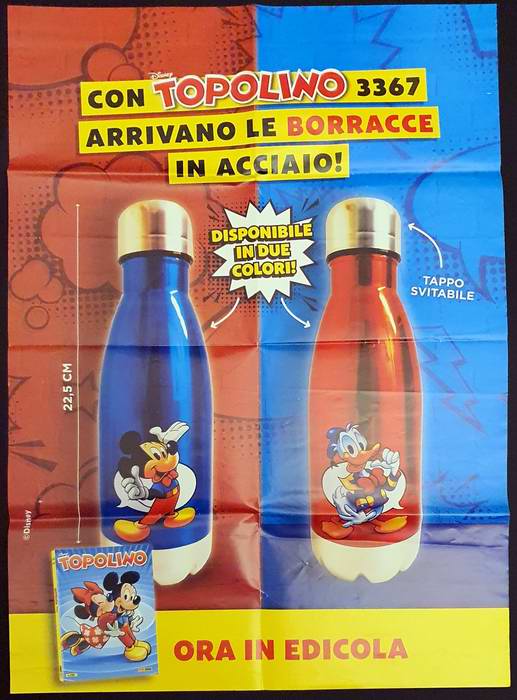 CON Disney TOPOLINO 3367
ARRIVANO LE BORRACCE
IN ACCIAIO!
DISPONIBILE
IN DUE
COLORI!
TAPPO
SVITABILE
22,5 CM
©Disney
TOPOLINO
ORA IN EDICOLA